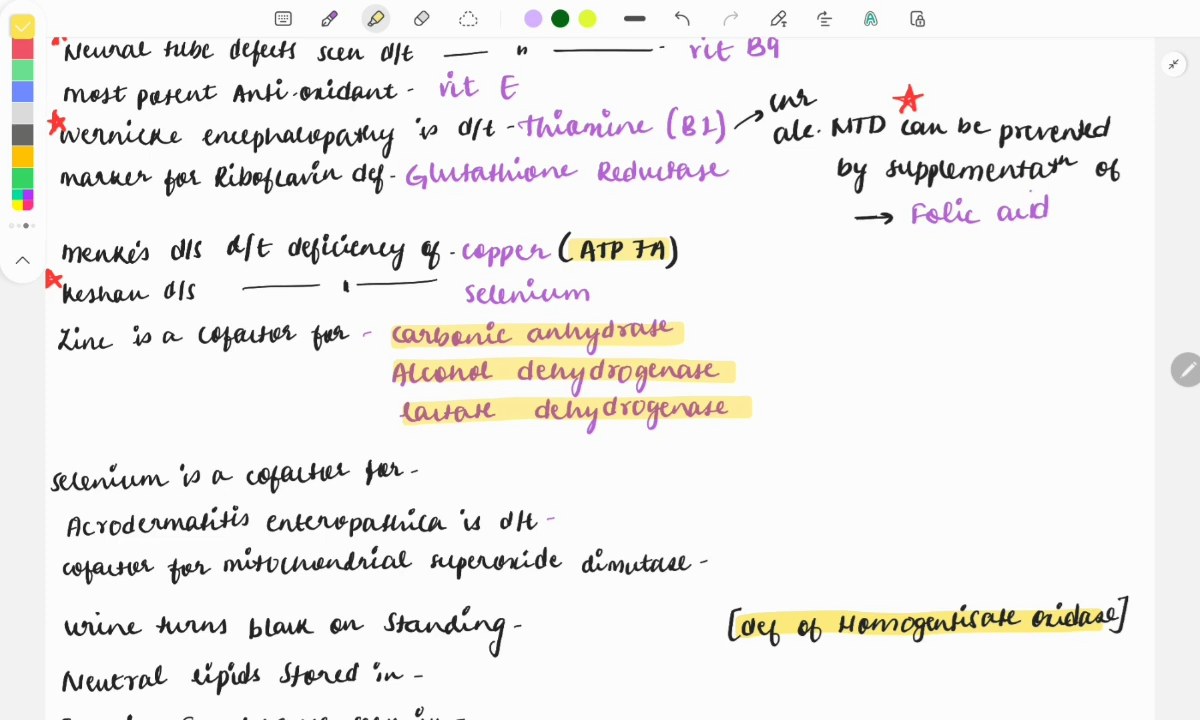 Neural tube defects seen d/t —— " ———- vit B9
most potent Anti-oxidant - vit E
Wernicke encephalopathy is d/t - Thiamine (B1) → chr alc.
marker for Riboflavin def - Glutathione Reductase
NTD can be prevented
by supplementatn of
→ Folic acid
menke's d/s d/t deficiency of - copper (ATP 7A)
Keshan d/s —— " —— selenium
Zinc is a cofactor for - carbonic anhydrase
Alcohol dehydrogenase
lactate dehydrogenase
selenium is a cofactor for -
Acrodermatitis enteropathica is d/t -
cofactor for mitochondrial superoxide dimutase -
urine turns black on standing - [def of Homogentisate oxidase]
Neutral lipids stored in -